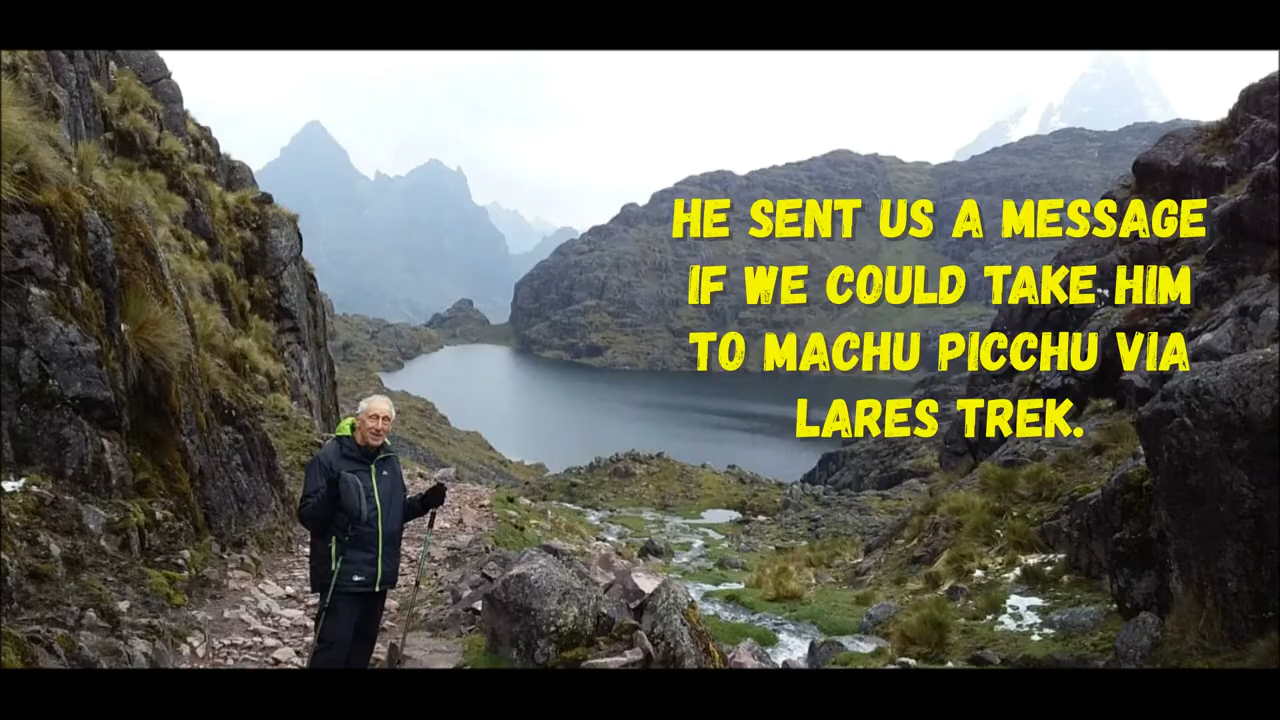 HE SENT US A MESSAGE
IF WE COULD TAKE HIM
TO MACHU PICCHU VIA
LARES TREK.